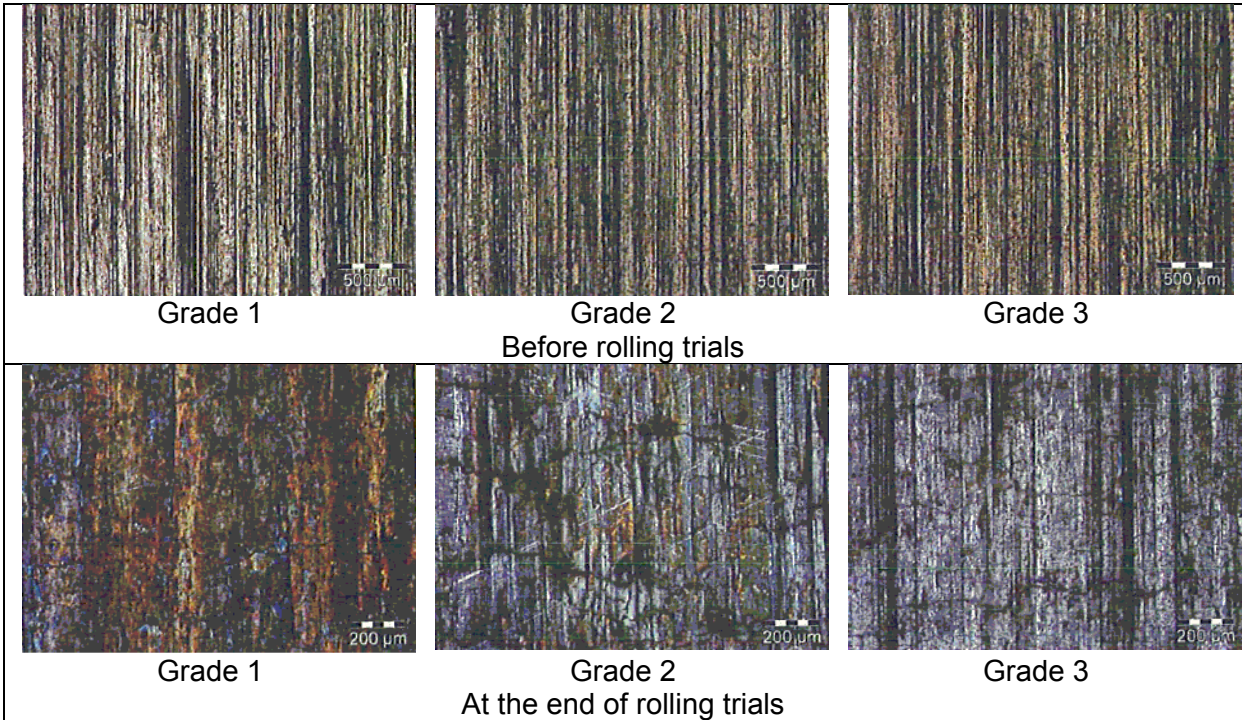 500 µm
500 µm
500 µm
Grade 1
Grade 2
Grade 3
Before rolling trials
200 µm
200 µm
200 µm
Grade 1
Grade 2
Grade 3
At the end of rolling trials